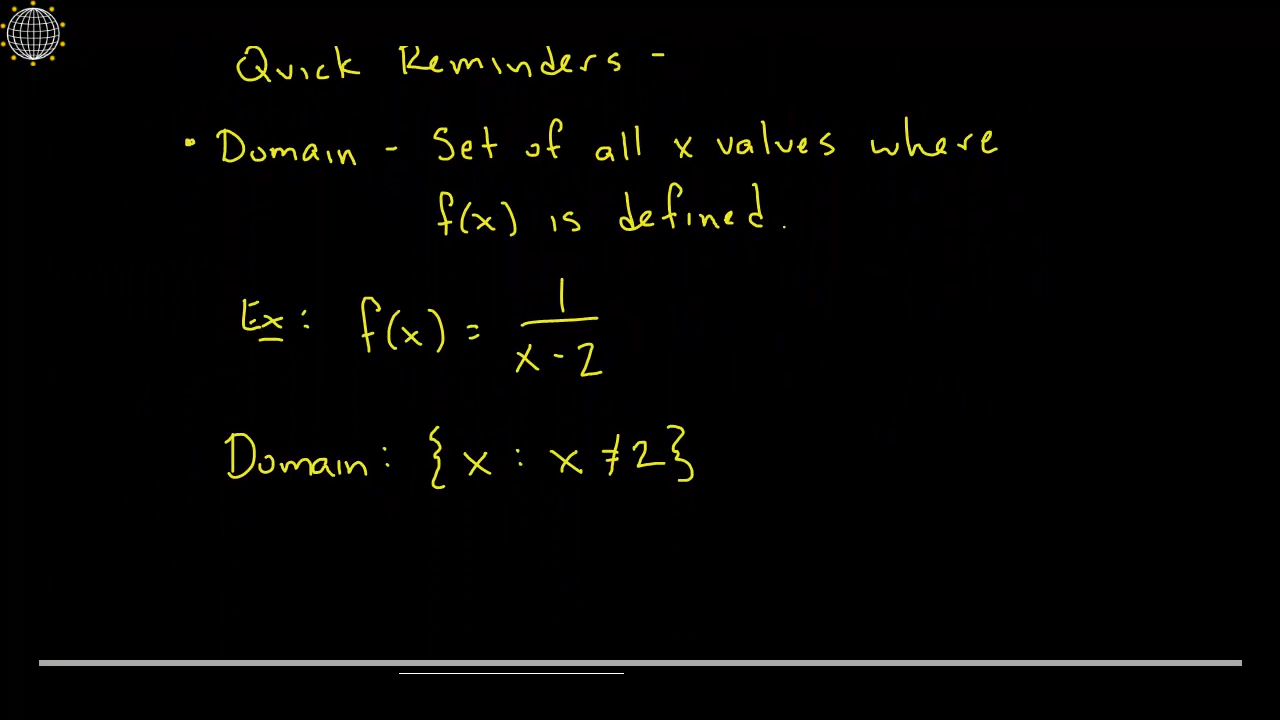 Quick Reminders -
• Domain - Set of all x values where
f(x) is defined.
Ex: f(x) = 1/(x - 2)
Domain: {x : x ≠ 2}